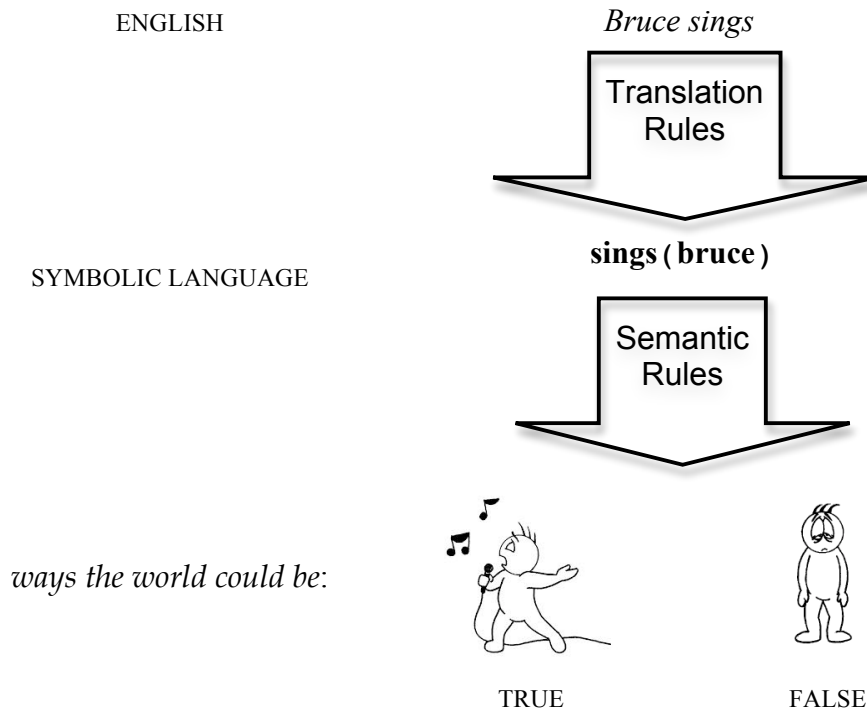 ENGLISH
Bruce sings
Translation
Rules
sings(bruce)
SYMBOLIC LANGUAGE
Semantic
Rules
ways the world could be:
TRUE
FALSE